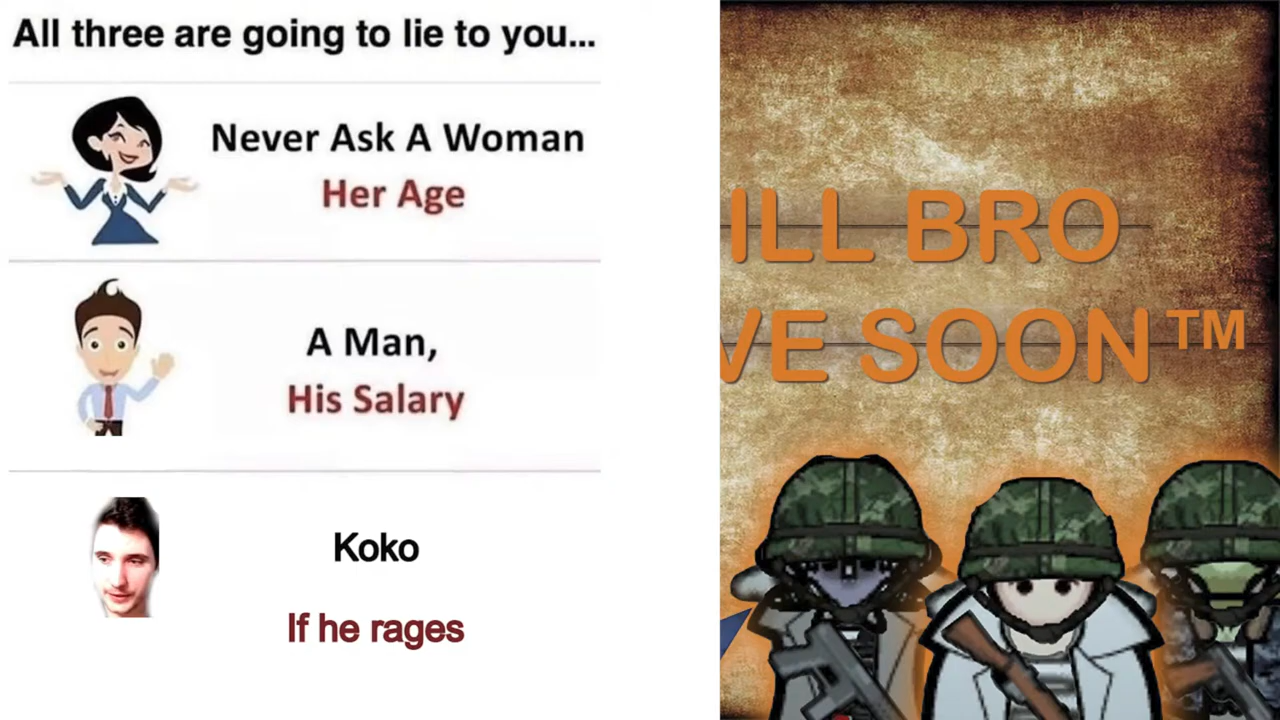 All three are going to lie to you...
Never Ask A Woman
Her Age
A Man,
His Salary
Koko
If he rages
ILL BRO
VE SOON™